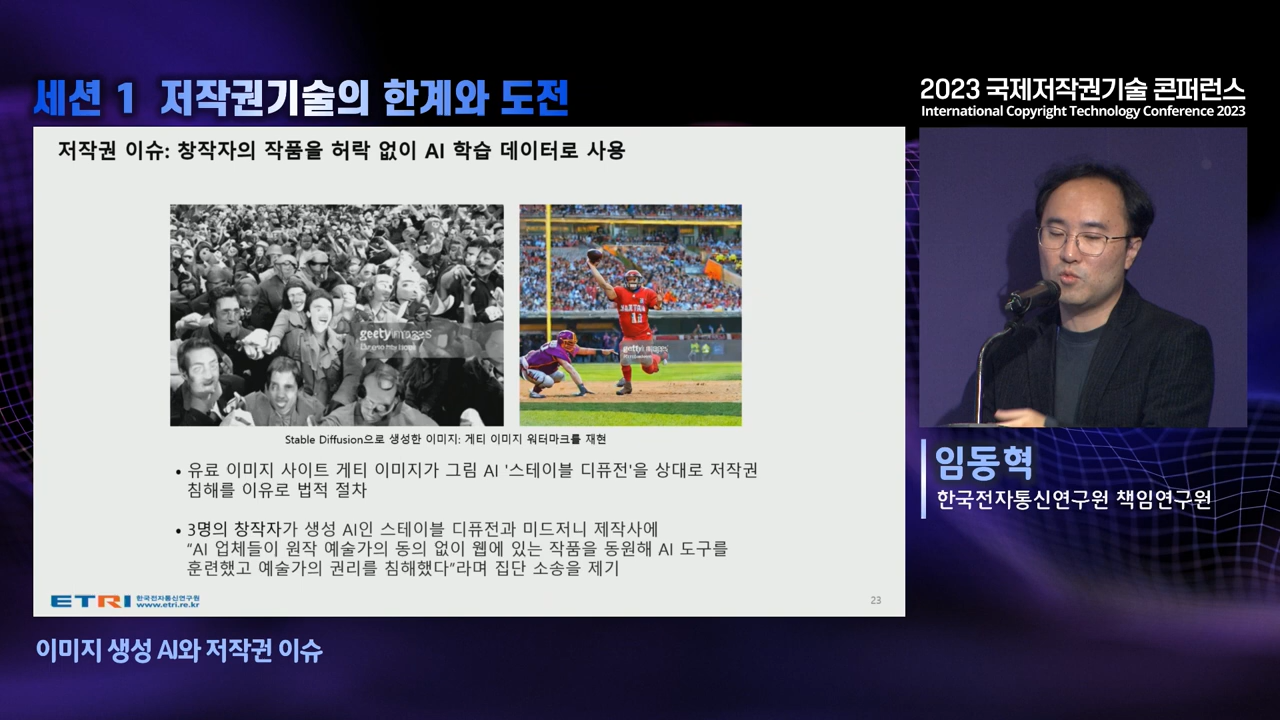 세션 1 저작권기술의 한계와 도전
2023 국제저작권기술 콘퍼런스
International Copyright Technology Conference 2023
저작권 이슈: 창작자의 작품을 허락 없이 AI 학습 데이터로 사용
Stable Diffusion으로 생성한 이미지: 게티 이미지 워터마크를 재현
• 유료 이미지 사이트 게티 이미지가 그림 AI '스테이블 디퓨전'을 상대로 저작권
침해를 이유로 법적 절차
• 3명의 창작자가 생성 AI인 스테이블 디퓨전과 미드저니 제작사에
"AI 업체들이 원작 예술가의 동의 없이 웹에 있는 작품을 동원해 AI 도구를
훈련했고 예술가의 권리를 침해했다"라며 집단 소송을 제기
ETRI 한국전자통신연구원
www.etri.re.kr
23
임동혁
한국전자통신연구원 책임연구원
이미지 생성 AI와 저작권 이슈